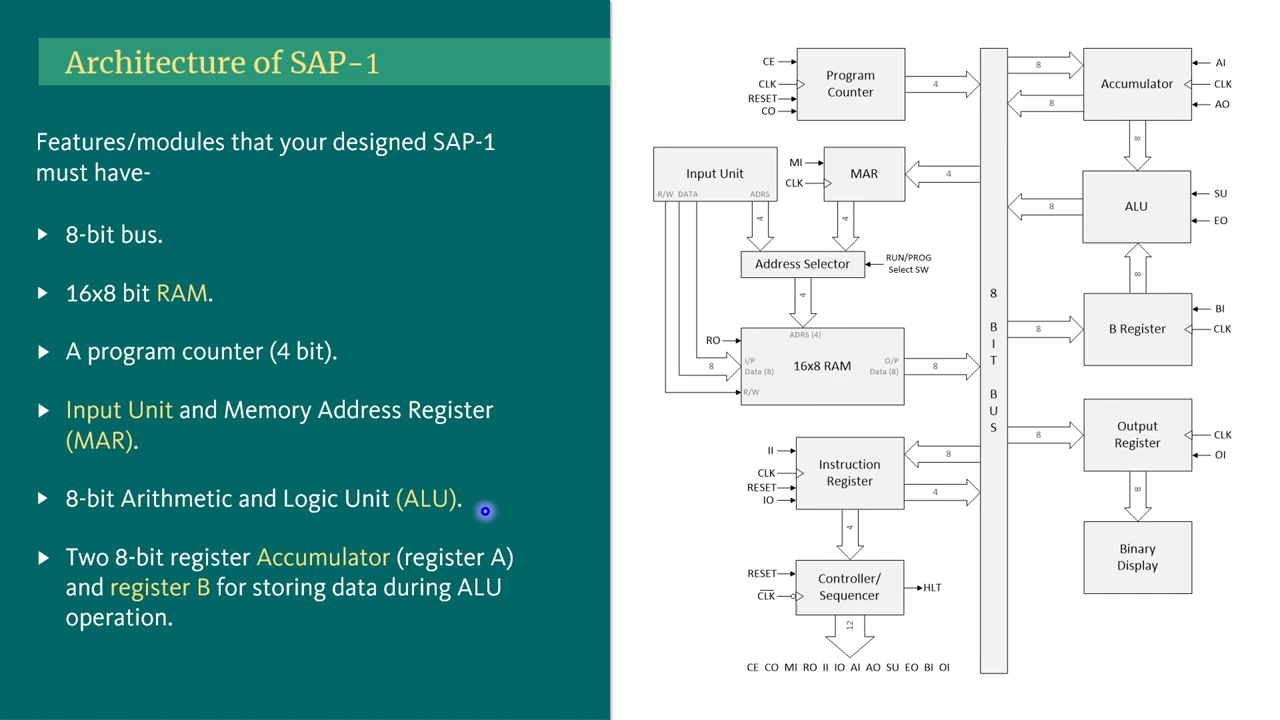 Architecture of SAP-1
Features/modules that your designed SAP-1
must have-
8-bit bus.
16x8 bit RAM.
A program counter (4 bit).
Input Unit and Memory Address Register
(MAR).
8-bit Arithmetic and Logic Unit (ALU).
Two 8-bit register Accumulator (register A)
and register B for storing data during ALU
operation.
CE
CLK
RESET
CO
Program
Counter
4
MI
CLK
MAR
4
Input Unit
R/W DATA ADRS
4
4
Address Selector
RUN/PROG
Select SW
4
RO
8
ADRS (4)
I/P
Data (8)
16x8 RAM
O/P
Data (8)
R/W
8
II
CLK
RESET
IO
Instruction
Register
8
4
4
RESET
CLK
Controller/
Sequencer
HLT
12
CE CO MI RO II IO AI AO SU EO BI OI
8
B
I
T
B
U
S
8
8
Accumulator
AI
CLK
AO
8
8
ALU
SU
EO
8
8
B Register
BI
CLK
8
Output
Register
CLK
OI
8
Binary
Display